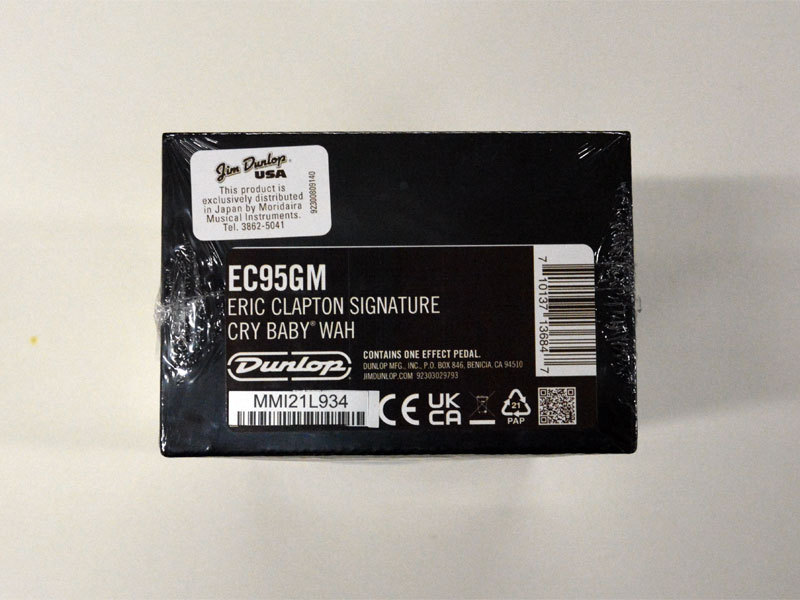 Jim Dunlop®
USA
This product is
exclusively distributed
in Japan by Moridaira
Musical Instruments.
Tel. 3862-5041
92300809140
EC95GM
ERIC CLAPTON SIGNATURE
CRY BABY® WAH
Dunlop
CONTAINS ONE EFFECT PEDAL.
DUNLOP MFG., INC., P.O. BOX 846, BENICIA, CA 94510
JIMDUNLOP.COM 92303029793
MMI21L934
CE
UK
CA
21
PAP
7 10137 13684 7